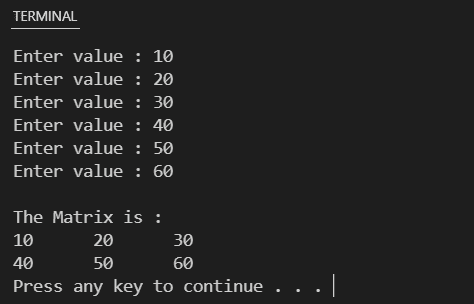 TERMINAL
Enter value : 10
Enter value : 20
Enter value : 30
Enter value : 40
Enter value : 50
Enter value : 60
The Matrix is :
10 20 30
40 50 60
Press any key to continue . . .